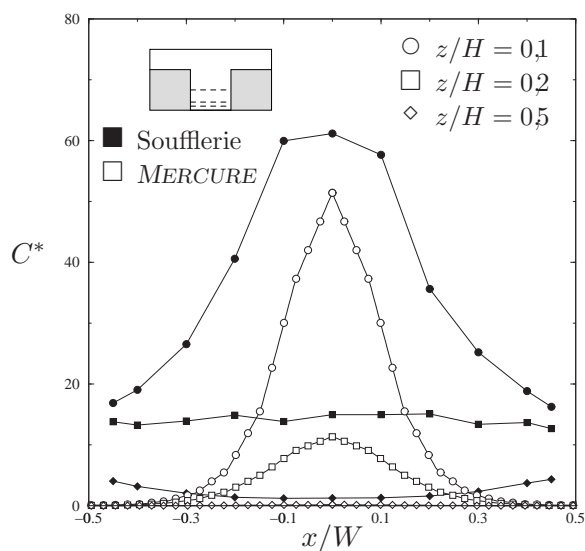 80
60
40
20
0
C*
z/H = 0,1
z/H = 0,2
z/H = 0,5
Soufflerie
MERCURE
−0.5 −0.3 −0.1 0.1 0.3 0.5
x/W